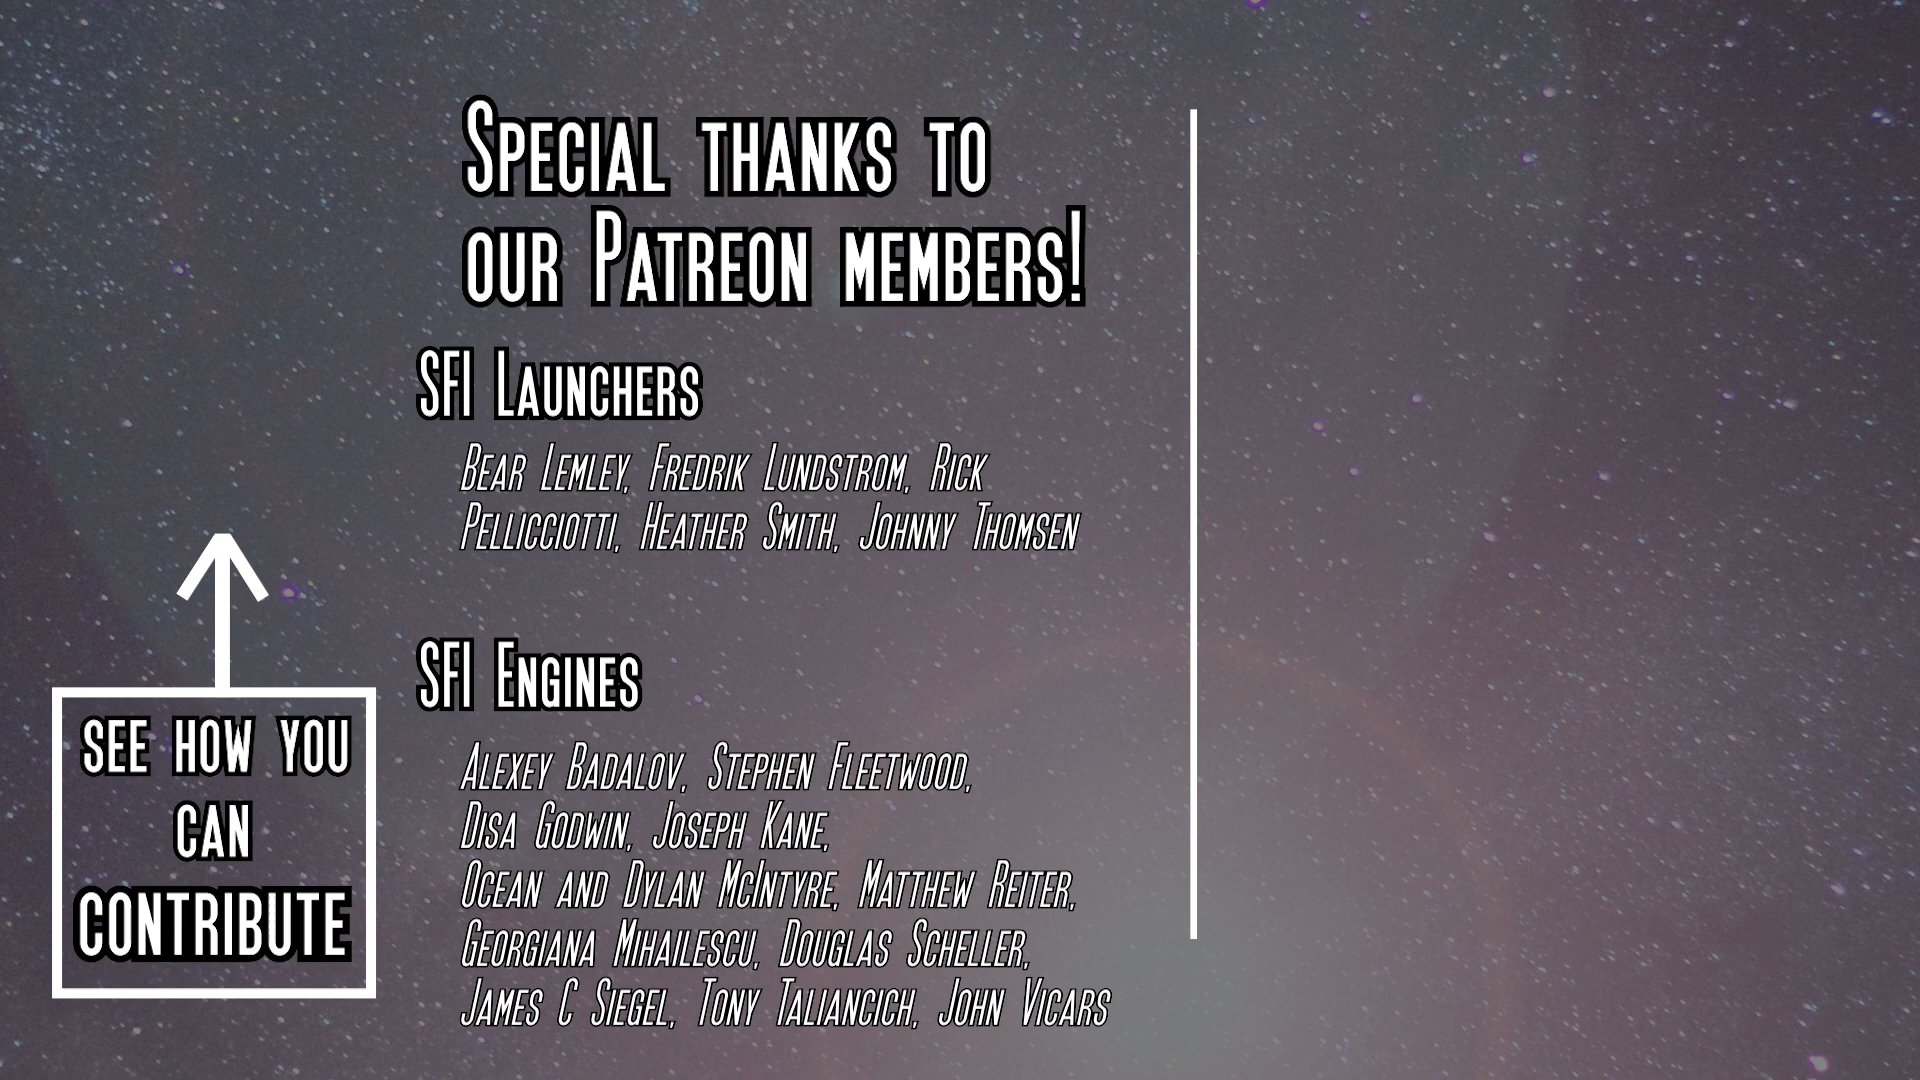 Special thanks to
our Patreon members!
SFI Launchers
Bear Lemley, Fredrik Lundstrom, Rick
Pellicciotti, Heather Smith, Johnny Thomsen
SFI Engines
Alexey Badalov, Stephen Fleetwood,
Disa Godwin, Joseph Kane,
Ocean and Dylan McIntyre, Matthew Reiter,
Georgiana Mihailescu, Douglas Scheller,
James C Siegel, Tony Taliancich, John Vicars
SEE HOW YOU
CAN
CONTRIBUTE